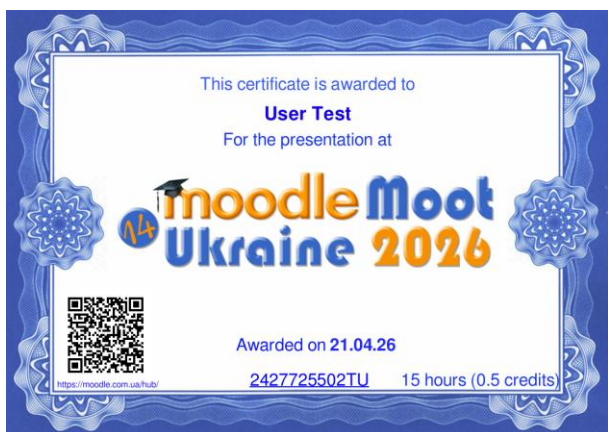 This certificate is awarded to
User Test
For the presentation at
moodle Moot
14 Ukraine 2026
Awarded on 21.04.26
https://moodle.com.ua/hub/
2427725502TU 15 hours (0.5 credits)